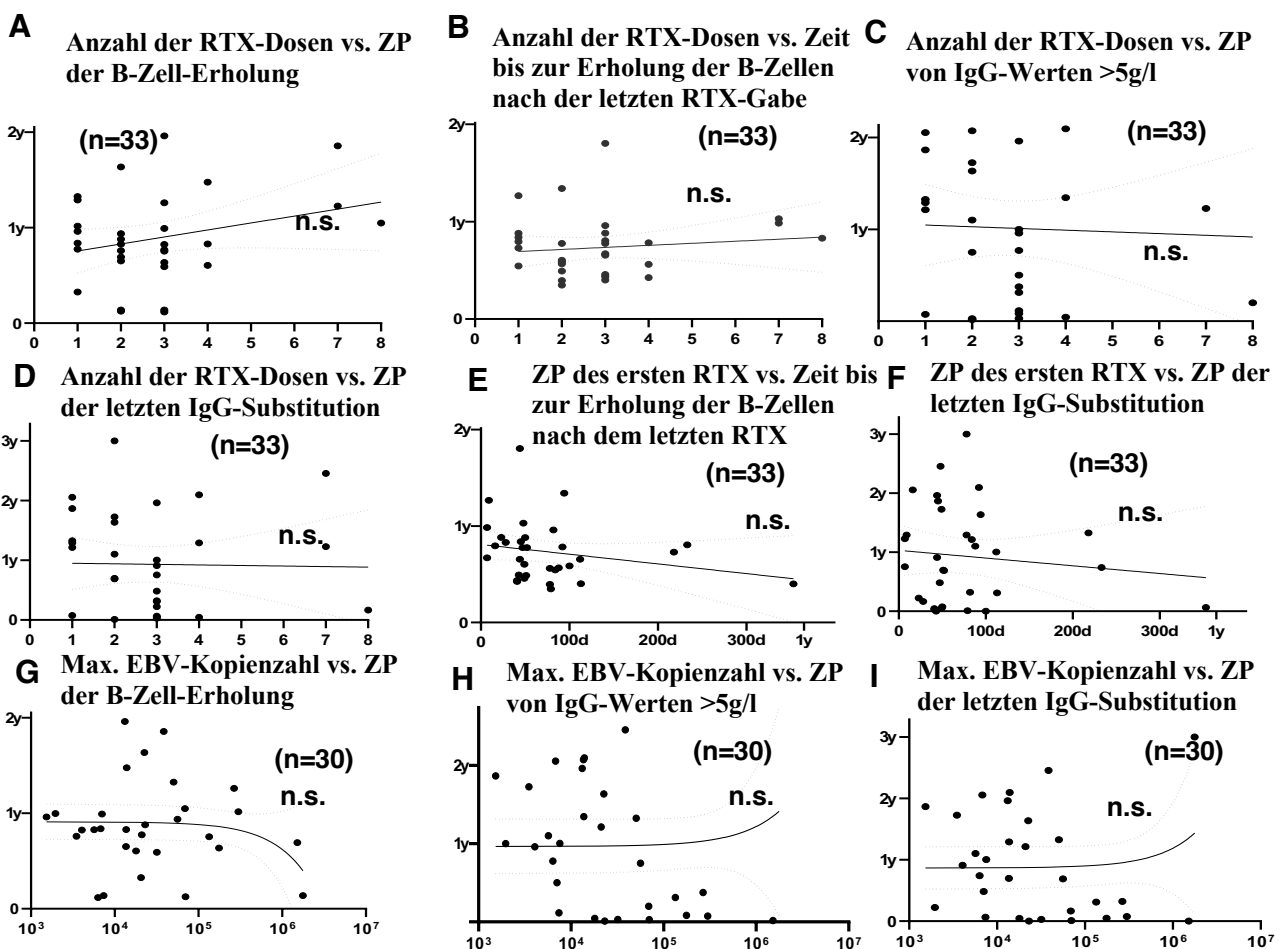 A
Anzahl der RTX-Dosen vs. ZP
der B-Zell-Erholung
2y
(n=33)
1y
n.s.
0
0 1 2 3 4 5 6 7 8
B
Anzahl der RTX-Dosen vs. Zeit
bis zur Erholung der B-Zellen
nach der letzten RTX-Gabe
2y
(n=33)
n.s.
1y
0
0 1 2 3 4 5 6 7 8
C
Anzahl der RTX-Dosen vs. ZP
von IgG-Werten >5g/l
2y
(n=33)
1y
n.s.
0 1 2 3 4 5 6 7 8
D
Anzahl der RTX-Dosen vs. ZP
der letzten IgG-Substitution
3y
(n=33)
2y
n.s.
1y
0
0 1 2 3 4 5 6 7 8
E
ZP des ersten RTX vs. Zeit bis
zur Erholung der B-Zellen
nach dem letzten RTX
2y
(n=33)
n.s.
1y
0
0 100d 200d 300d 1y
F
ZP des ersten RTX vs. ZP der
letzten IgG-Substitution
3y
(n=33)
2y
n.s.
1y
0
0 100d 200d 300d 1y
G
Max. EBV-Kopienzahl vs. ZP
der B-Zell-Erholung
2y
(n=30)
n.s.
1y
0
10³ 10⁴ 10⁵ 10⁶ 10⁷
H
Max. EBV-Kopienzahl vs. ZP
von IgG-Werten >5g/l
(n=30)
2y
n.s.
1y
10³ 10⁴ 10⁵ 10⁶ 10⁷
I
Max. EBV-Kopienzahl vs. ZP
der letzten IgG-Substitution
3y
(n=30)
2y
n.s.
1y
0
10³ 10⁴ 10⁵ 10⁶ 10⁷